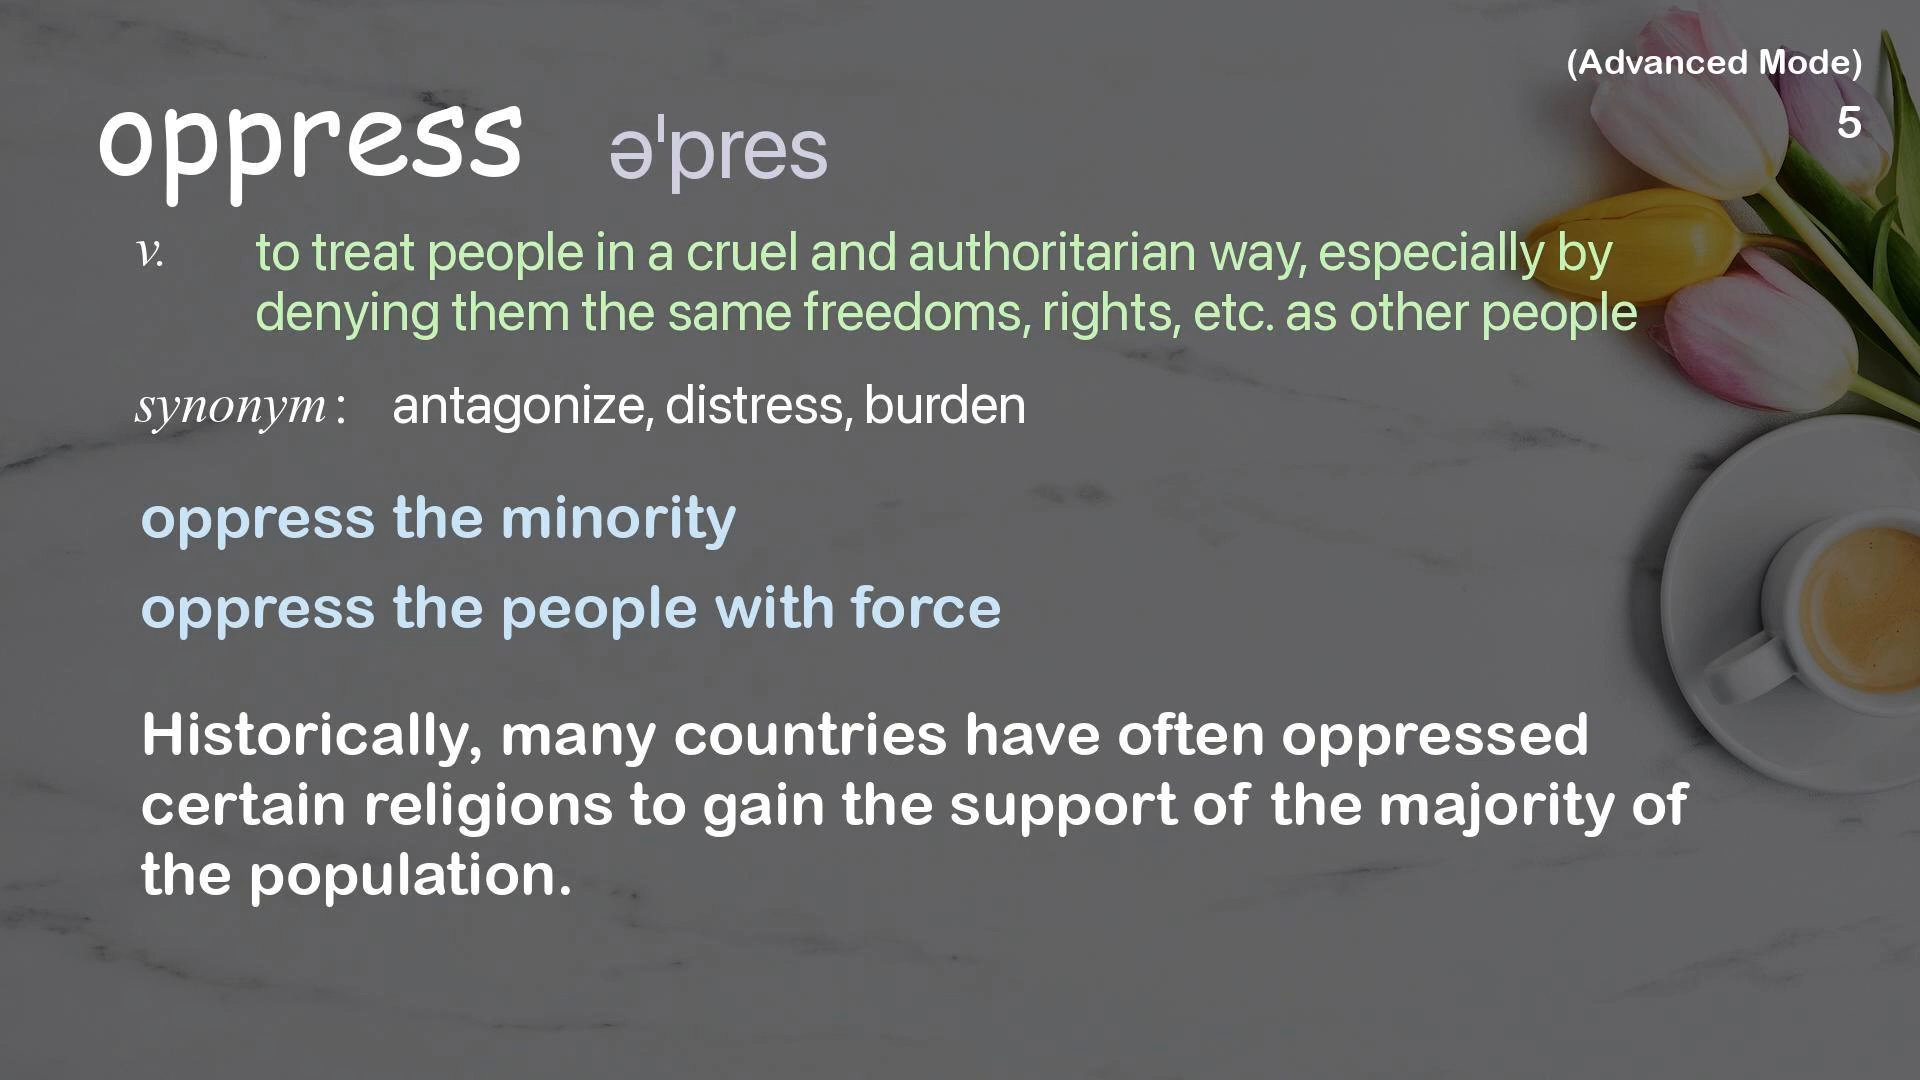 (Advanced Mode)
5
oppress əˈpres
v. to treat people in a cruel and authoritarian way, especially by
denying them the same freedoms, rights, etc. as other people
synonym : antagonize, distress, burden
oppress the minority
oppress the people with force
Historically, many countries have often oppressed
certain religions to gain the support of the majority of
the population.